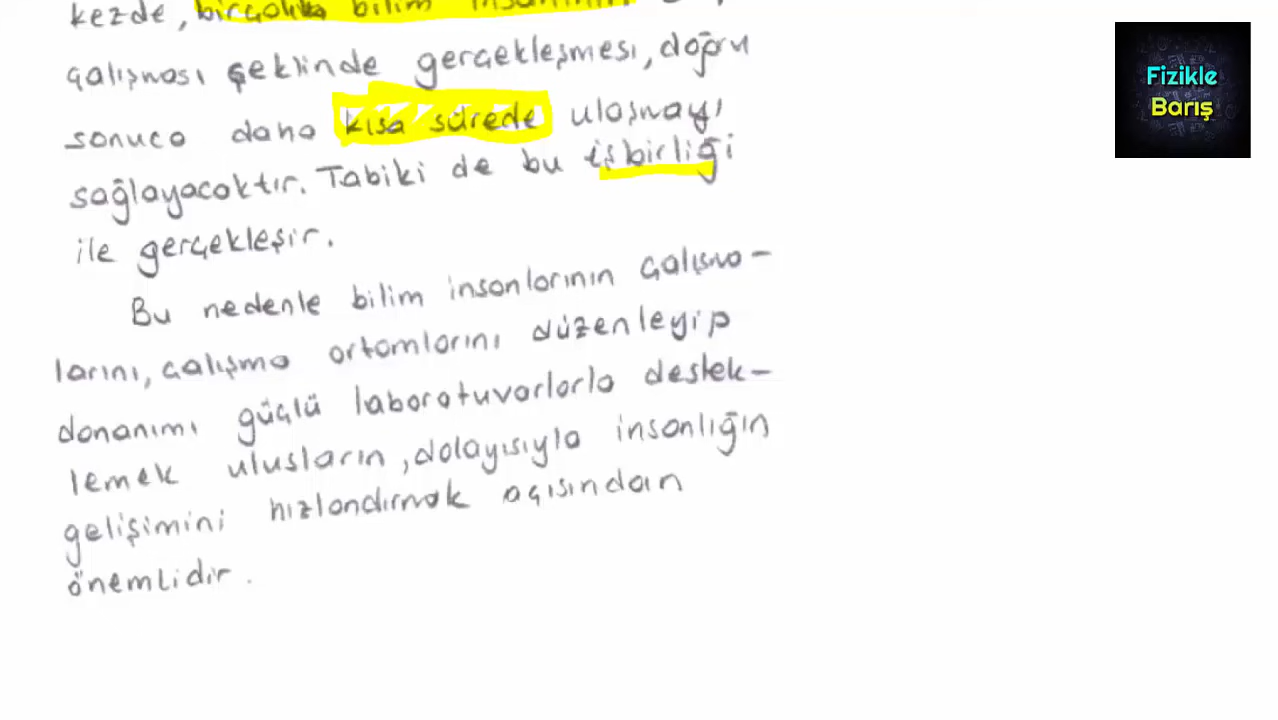 kezde, birçok bilim insanının
çalışması şeklinde gerçekleşmesi, doğru
sonuca daha kısa sürede ulaşmayı
sağlayacaktır. Tabiki de bu işbirliği
ile gerçekleşir.
Bu nedenle bilim insanlarının çalışma-
larını, çalışma ortamlarını düzenleyip
donanımı güçlü laboratuvarlarla destek-
lemek ulusların, dolayısıyla insanlığın
gelişimini hızlandırmak açısından
önemlidir.
Fizikle
Barış